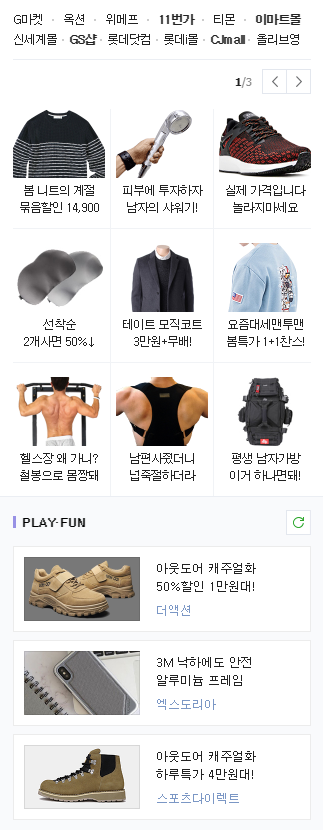 G마켓 · 옥션 · 위메프 · 11번가 · 티몬 · 이마트몰
신세계몰 · GS샵 · 롯데닷컴 · 롯데i몰 · CJmall · 올리브영
1/3
봄 니트의 계절
묶음할인 14,900
피부에 투자하자
남자의 샤워기!
실제 가격입니다
놀라지마세요
선착순
2개사면 50%↓
테이트 모직코트
3만원+무배!
요즘대세맨투맨
봄특가 1+1찬스!
헬스장 왜 가니?
철봉으로 몸짱돼
남편사줬더니
넙죽절하더라
평생 남자가방
이거 하나면돼!
PLAY·FUN
아웃도어 캐주얼화
50%할인 1만원대!
더액션
3M 낙하에도 안전
알루미늄 프레임
엑스도리아
아웃도어 캐주얼화
하루특가 4만원대!
스포츠다이렉트